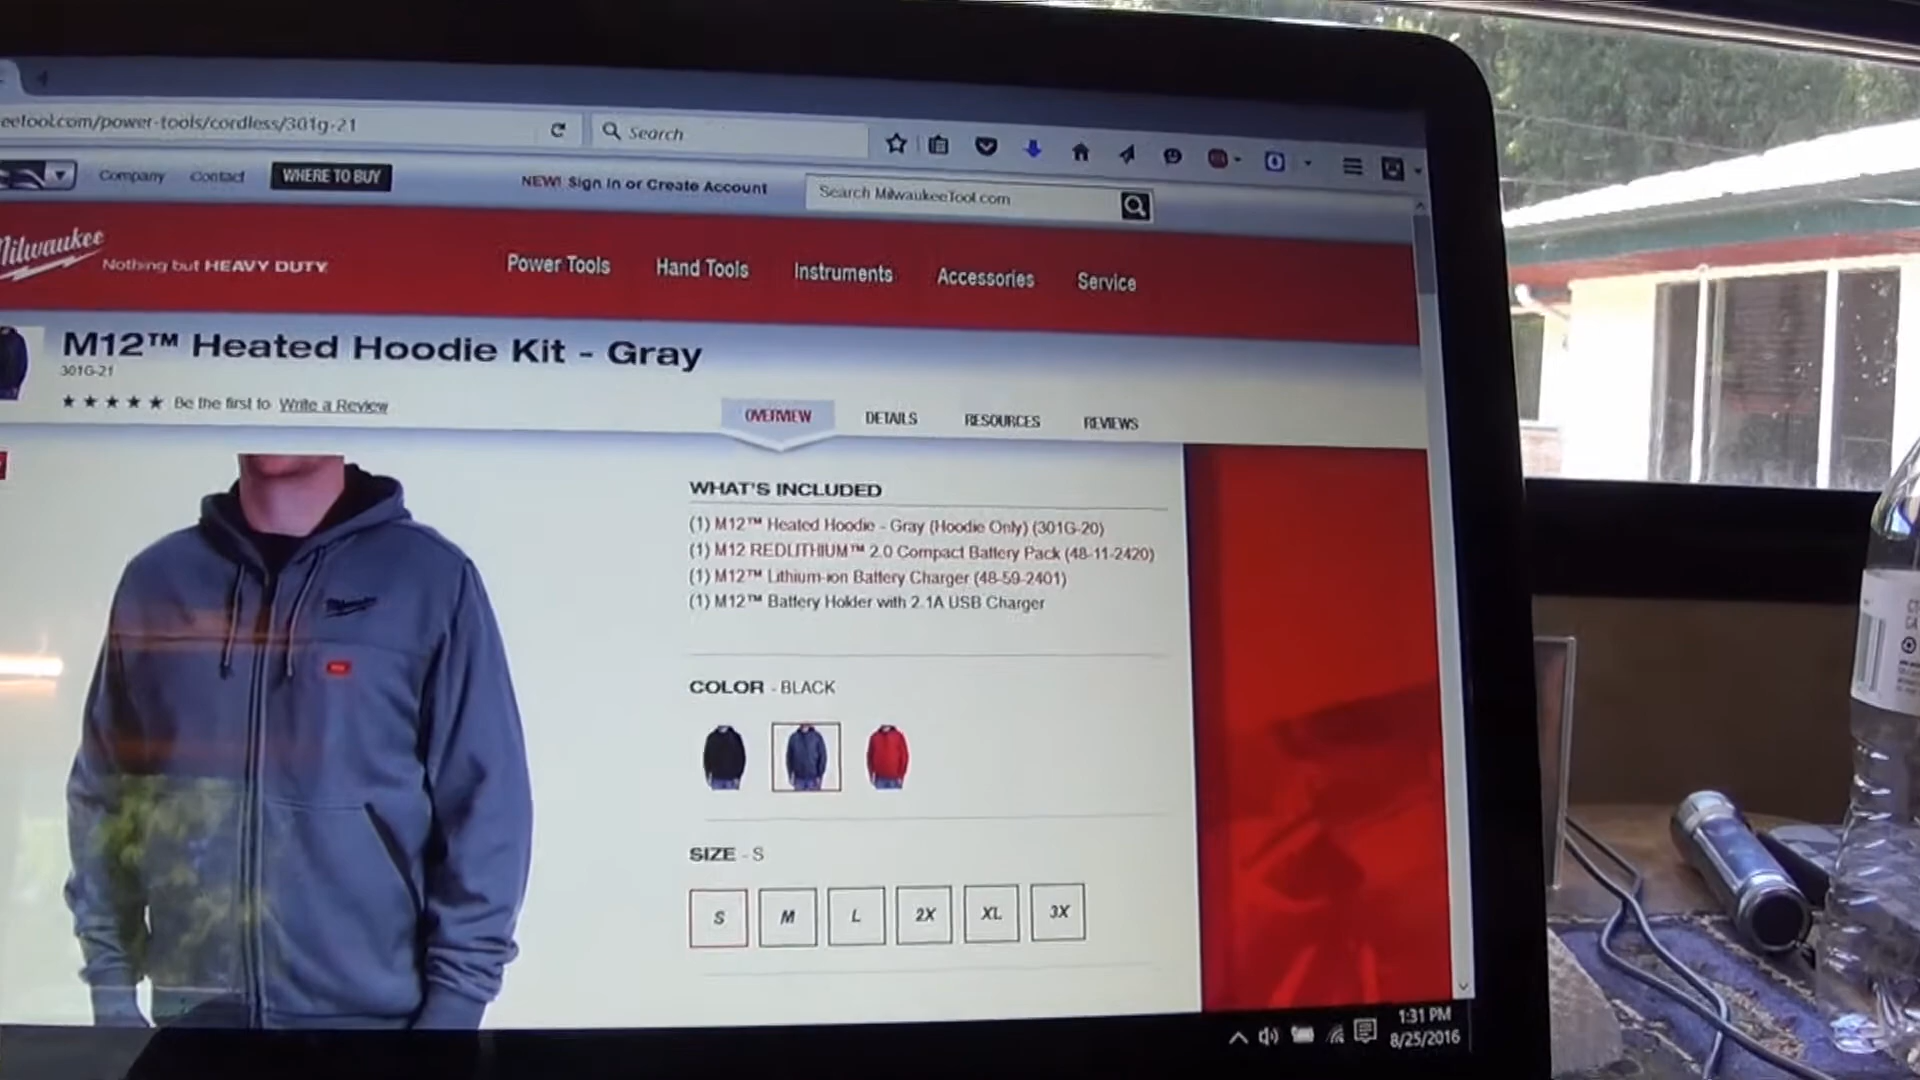 eetool.com/power-tools/cordless/301g-21
Search
Company
Contact
WHERE TO BUY
NEW! Sign In or Create Account
Search MilwaukeeTool.com
Milwaukee
Nothing but HEAVY DUTY
Power Tools
Hand Tools
Instruments
Accessories
Service
M12™ Heated Hoodie Kit - Gray
301G-21
Be the first to Write a Review
OVERVIEW
DETAILS
RESOURCES
REVIEWS
WHAT'S INCLUDED
(1) M12™ Heated Hoodie - Gray (Hoodie Only) (301G-20)
(1) M12 REDLITHIUM™ 2.0 Compact Battery Pack (48-11-2420)
(1) M12™ Lithium-ion Battery Charger (48-59-2401)
(1) M12™ Battery Holder with 2.1A USB Charger
Milwaukee
COLOR - BLACK
SIZE - S
S
M
L
2X
XL
3X
1:31 PM
8/25/2016